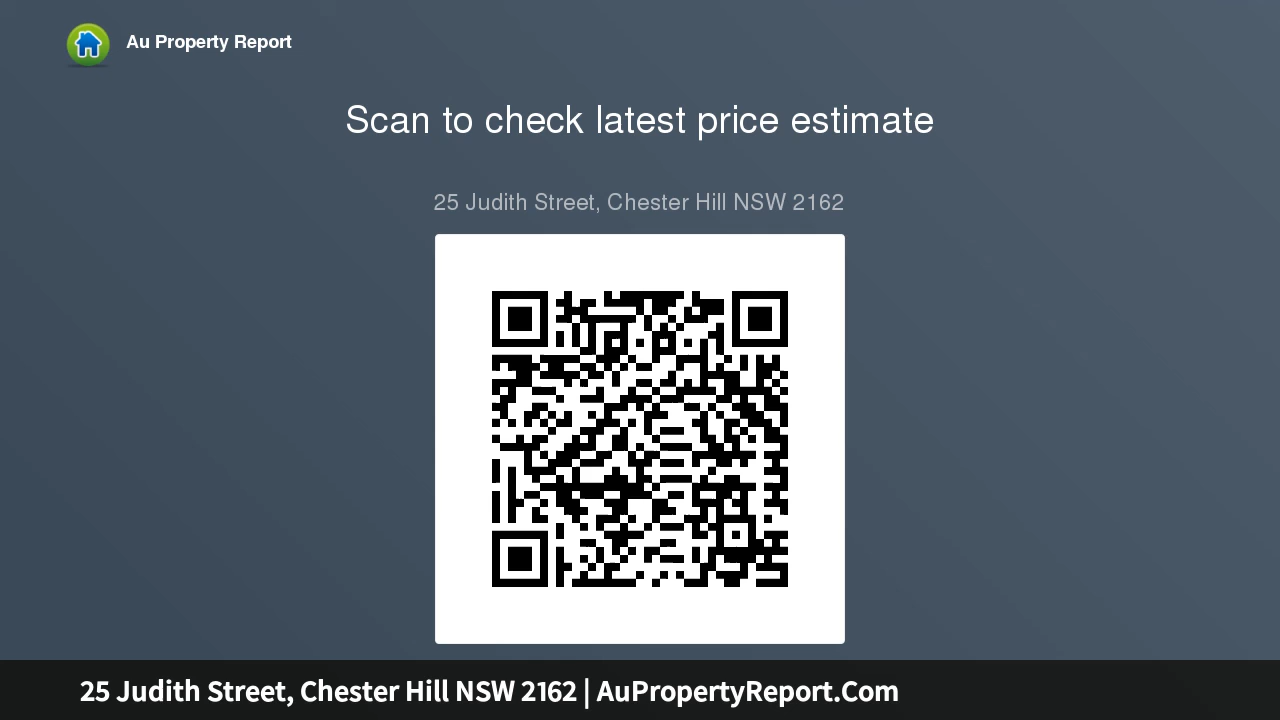 Au Property Report
Scan to check latest price estimate
25 Judith Street, Chester Hill NSW 2162
25 Judith Street, Chester Hill NSW 2162 | AuPropertyReport.Com